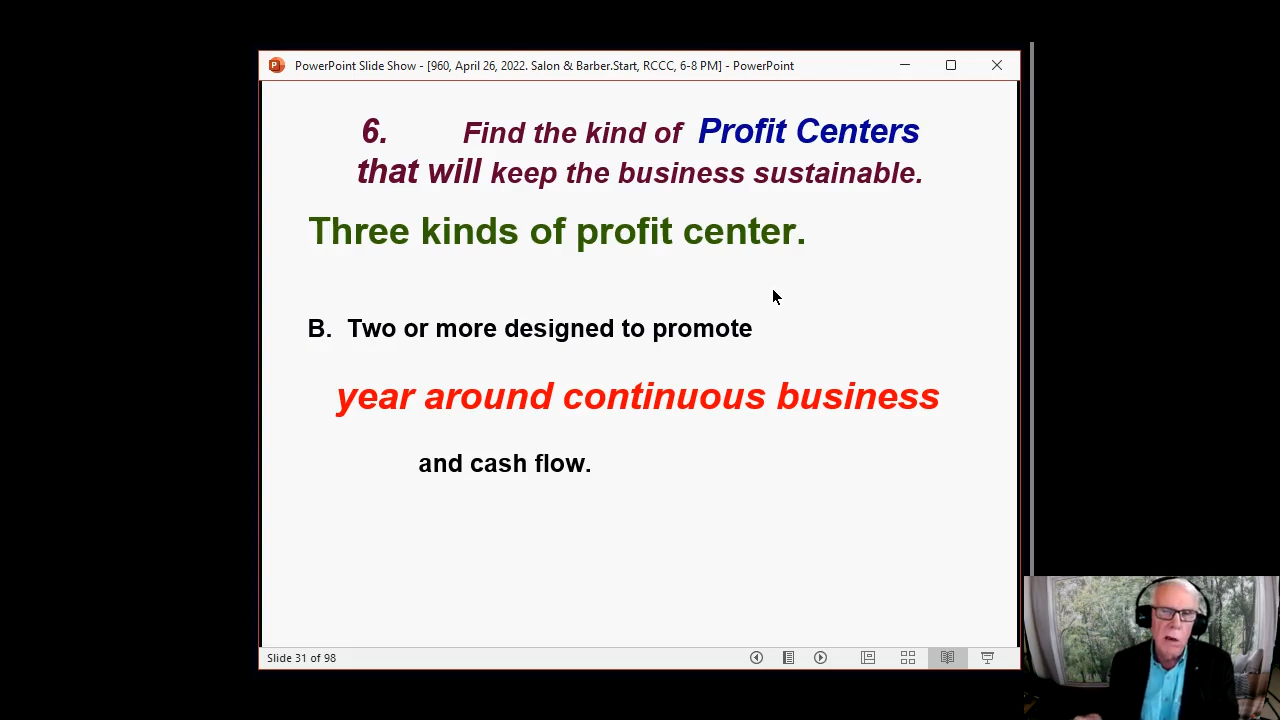 PowerPoint Slide Show - [960, April 26, 2022. Salon & Barber.Start, RCCC, 6-8 PM] - PowerPoint
6. Find the kind of Profit Centers
that will keep the business sustainable.
Three kinds of profit center.
B. Two or more designed to promote
year around continuous business
and cash flow.
Slide 31 of 98